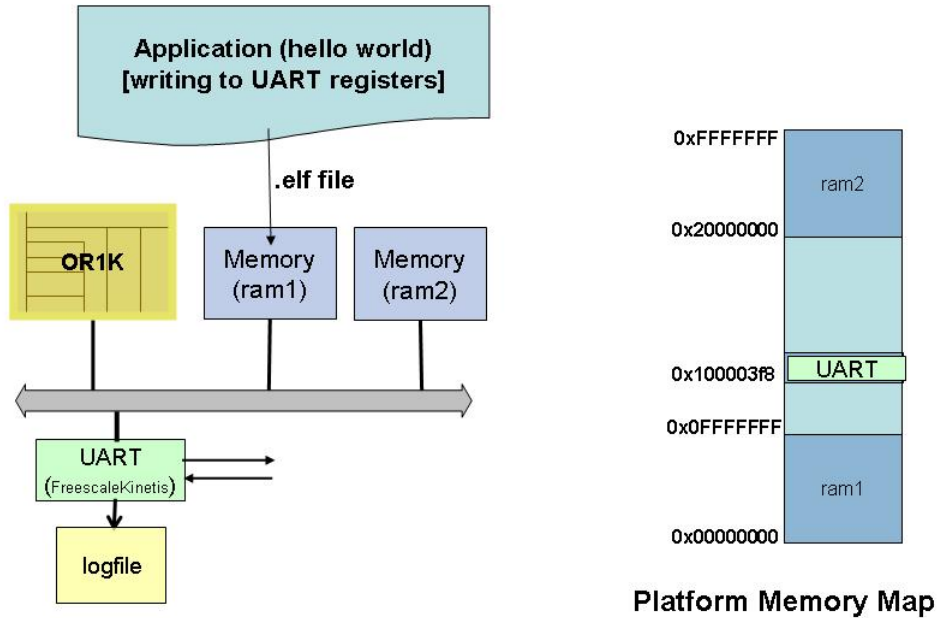 Application (hello world)
[writing to UART registers]
.elf file
OR1K
Memory
(ram1)
Memory
(ram2)
UART
(FreescaleKinetis)
logfile
0xFFFFFFFF
ram2
0x20000000
UART
0x100003f8
0x0FFFFFFF
ram1
0x00000000
Platform Memory Map